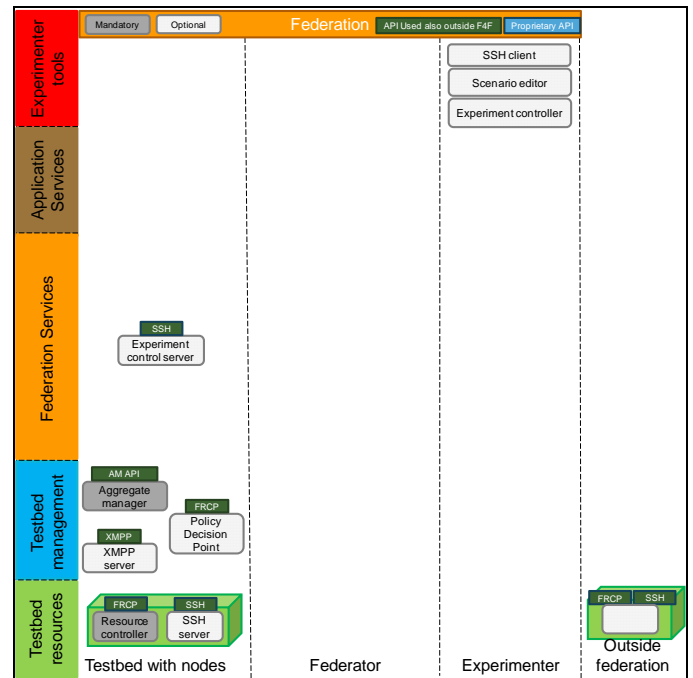 Experimenter
tools
Mandatory
Optional
Federation
API Used also outside F4F
Proprietary API
SSH client
Scenario editor
Experiment controller
Application
Services
Federation Services
SSH
Experiment
control server
Testbed
management
AM API
Aggregate
manager
FRCP
Policy
Decision
Point
XMPP
XMPP
server
Testbed
resources
FRCP
SSH
Resource
controller
SSH
server
FRCP
SSH
Testbed with nodes
Federator
Experimenter
Outside
federation